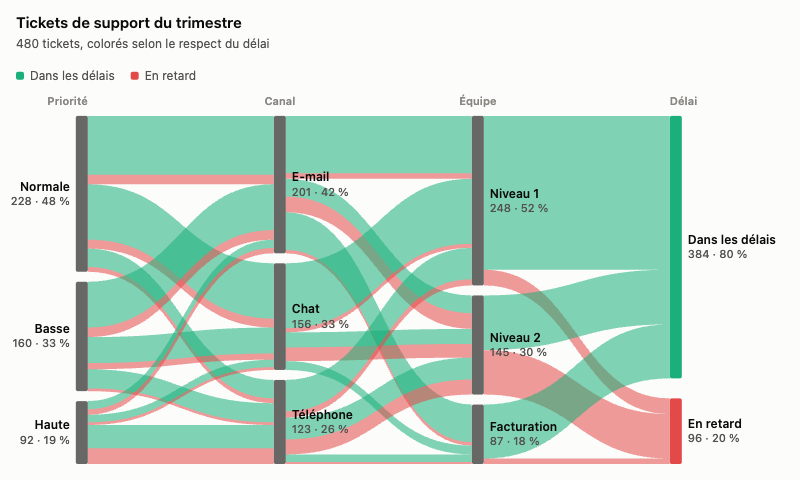 Tickets de support du trimestre
480 tickets, colorés selon le respect du délai
Dans les délais
En retard
Priorité
Canal
Équipe
Délai
Normale
228 · 48 %
Basse
160 · 33 %
Haute
92 · 19 %
E-mail
201 · 42 %
Chat
156 · 33 %
Téléphone
123 · 26 %
Niveau 1
248 · 52 %
Niveau 2
145 · 30 %
Facturation
87 · 18 %
Dans les délais
384 · 80 %
En retard
96 · 20 %